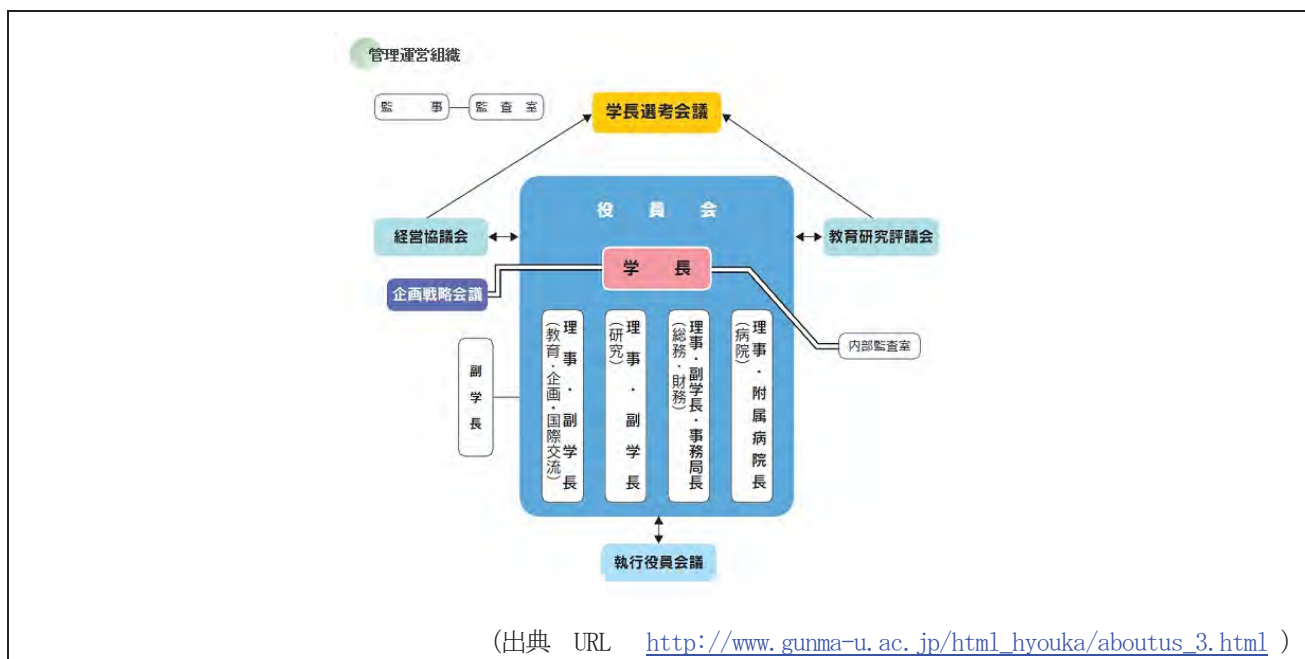 管理運営組織
監事
監査室
学長選考会議
役員会
経営協議会
教育研究評議会
学長
企画戦略会議
内部監査室
副学長
理事・副学長
(教育・企画・国際交流)
理事・副学長
(研究)
理事・副学長・事務局長
(総務・財務)
理事・附属病院長
(病院)
執行役員会議
(出典 URL http://www.gunma-u.ac.jp/html_hyouka/aboutus_3.html )